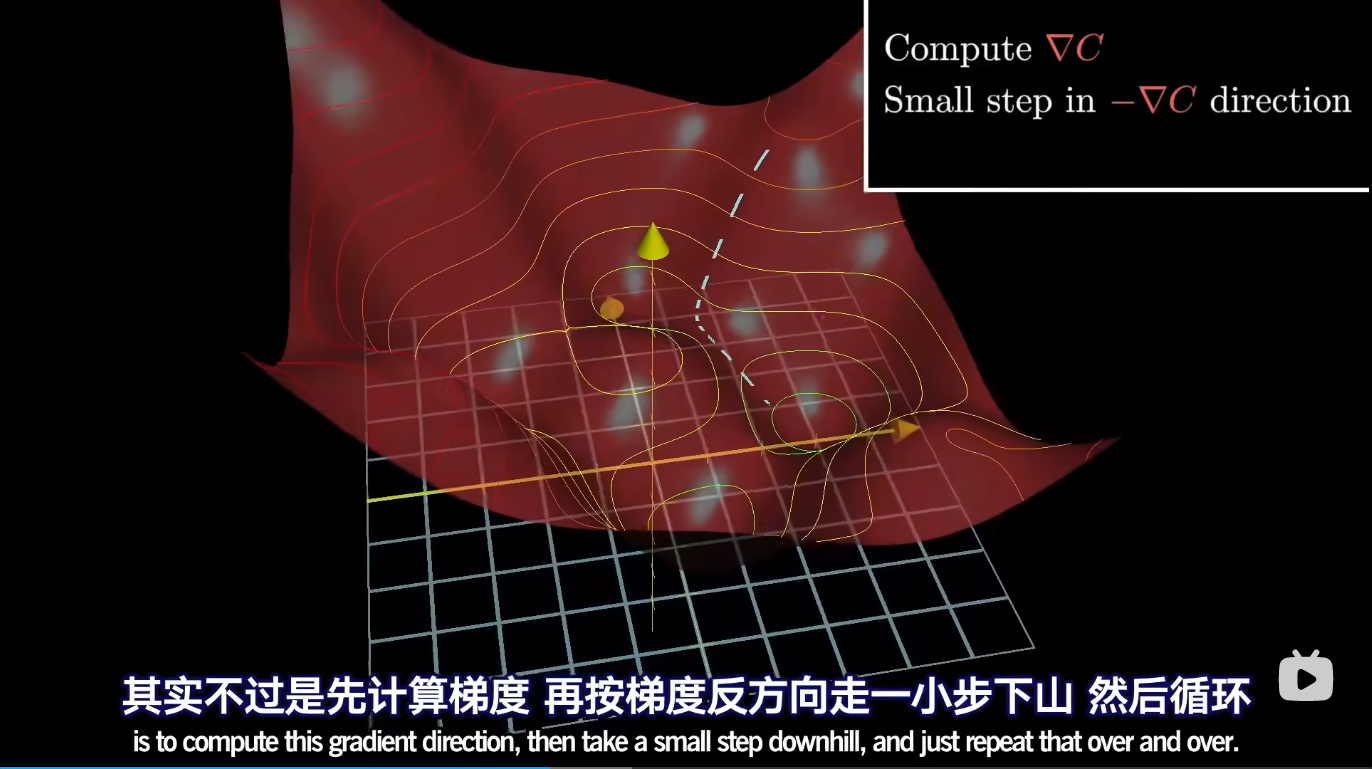 Compute ∇C
Small step in −∇C direction
其实不过是先计算梯度 再按梯度反方向走一小步下山 然后循环
is to compute this gradient direction, then take a small step downhill, and just repeat that over and over.